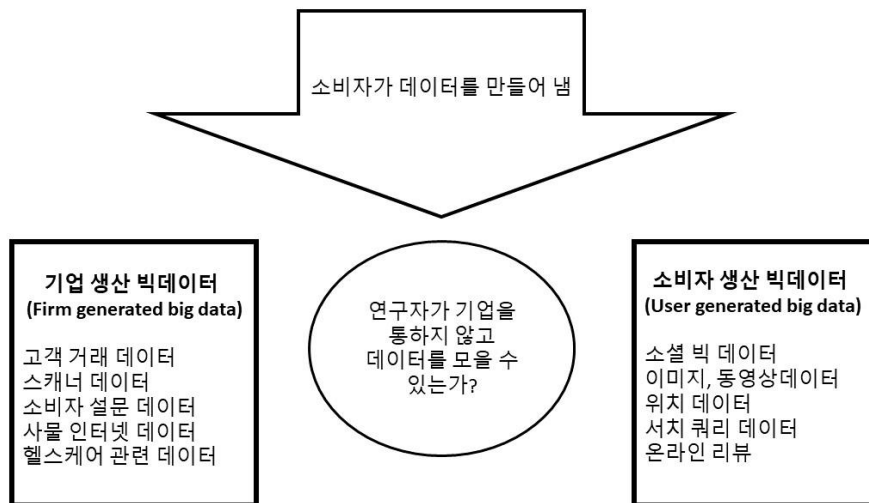 소비자가 데이터를 만들어 냄
기업 생산 빅데이터
(Firm generated big data)
고객 거래 데이터
스캐너 데이터
소비자 설문 데이터
사물 인터넷 데이터
헬스케어 관련 데이터
연구자가 기업을
통하지 않고
데이터를 모을 수
있는가?
소비자 생산 빅데이터
(User generated big data)
소셜 빅 데이터
이미지, 동영상데이터
위치 데이터
서치 쿼리 데이터
온라인 리뷰